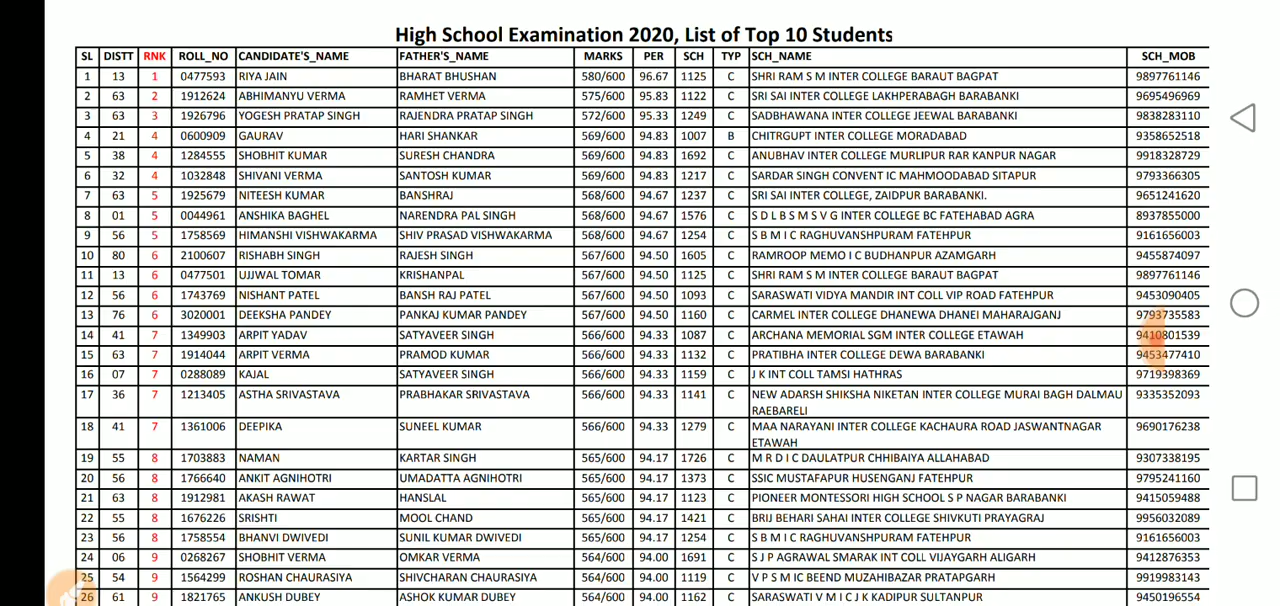 High School Examination 2020, List of Top 10 Students
SL DISTT RNK ROLL_NO CANDIDATE'S_NAME FATHER'S_NAME MARKS PER SCH TYP SCH_NAME SCH_MOB
1 13 1 0477593 RIYA JAIN BHARAT BHUSHAN 580/600 96.67 1125 C SHRI RAM S M INTER COLLEGE BARAUT BAGPAT 9897761146
2 63 2 1912624 ABHIMANYU VERMA RAMHET VERMA 575/600 95.83 1122 C SRI SAI INTER COLLEGE LAKHPERABAGH BARABANKI 9695496969
3 63 3 1926796 YOGESH PRATAP SINGH RAJENDRA PRATAP SINGH 572/600 95.33 1249 C SADBHAWANA INTER COLLEGE JEEWAL BARABANKI 9838283110
4 21 4 0600909 GAURAV HARI SHANKAR 569/600 94.83 1007 B CHITRGUPT INTER COLLEGE MORADABAD 9358652518
5 38 4 1284555 SHOBHIT KUMAR SURESH CHANDRA 569/600 94.83 1692 C ANUBHAV INTER COLLEGE MURLIPUR RAR KANPUR NAGAR 9918328729
6 32 4 1032848 SHIVANI VERMA SANTOSH KUMAR 569/600 94.83 1217 C SARDAR SINGH CONVENT IC MAHMOODABAD SITAPUR 9793366305
7 63 5 1925679 NITEESH KUMAR BANSHRAJ 568/600 94.67 1237 C SRI SAI INTER COLLEGE, ZAIDPUR BARABANKI. 9651241620
8 01 5 0044961 ANSHIKA BAGHEL NARENDRA PAL SINGH 568/600 94.67 1576 C S D L B S M S V G INTER COLLEGE BC FATEHABAD AGRA 8937855000
9 56 5 1758569 HIMANSHI VISHWAKARMA SHIV PRASAD VISHWAKARMA 568/600 94.67 1254 C S B M I C RAGHUVANSHPURAM FATEHPUR 9161656003
10 80 6 2100607 RISHABH SINGH RAJESH SINGH 567/600 94.50 1605 C RAMROOP MEMO I C BUDHANPUR AZAMGARH 9455874097
11 13 6 0477501 UJJWAL TOMAR KRISHANPAL 567/600 94.50 1125 C SHRI RAM S M INTER COLLEGE BARAUT BAGPAT 9897761146
12 56 6 1743769 NISHANT PATEL BANSH RAJ PATEL 567/600 94.50 1093 C SARASWATI VIDYA MANDIR INT COLL VIP ROAD FATEHPUR 9453090405
13 76 6 3020001 DEEKSHA PANDEY PANKAJ KUMAR PANDEY 567/600 94.50 1160 C CARMEL INTER COLLEGE DHANEWA DHANEI MAHARAJGANJ 9793735583
14 41 7 1349903 ARPIT YADAV SATYAVEER SINGH 566/600 94.33 1087 C ARCHANA MEMORIAL SGM INTER COLLEGE ETAWAH 9410801539
15 63 7 1914044 ARPIT VERMA PRAMOD KUMAR 566/600 94.33 1132 C PRATIBHA INTER COLLEGE DEWA BARABANKI 9453477410
16 07 7 0288089 KAJAL SATYAVEER SINGH 566/600 94.33 1159 C J K INT COLL TAMSI HATHRAS 9719398369
17 36 7 1213405 ASTHA SRIVASTAVA PRABHAKAR SRIVASTAVA 566/600 94.33 1141 C NEW ADARSH SHIKSHA NIKETAN INTER COLLEGE MURAI BAGH DALMAU 9335352093
RAEBARELI
18 41 7 1361006 DEEPIKA SUNEEL KUMAR 566/600 94.33 1279 C MAA NARAYANI INTER COLLEGE KACHAURA ROAD JASWANTNAGAR 9690176238
ETAWAH
19 55 8 1703883 NAMAN KARTAR SINGH 565/600 94.17 1726 C M R D I C DAULATPUR CHHIBAIYA ALLAHABAD 9307338195
20 56 8 1766640 ANKIT AGNIHOTRI UMADATTA AGNIHOTRI 565/600 94.17 1373 C SSIC MUSTAFAPUR HUSENGANJ FATEHPUR 9795241160
21 63 8 1912981 AKASH RAWAT HANSLAL 565/600 94.17 1123 C PIONEER MONTESSORI HIGH SCHOOL S P NAGAR BARABANKI 9415059488
22 55 8 1676226 SRISHTI MOOL CHAND 565/600 94.17 1421 C BRIJ BEHARI SAHAI INTER COLLEGE SHIVKUTI PRAYAGRAJ 9956032089
23 56 8 1758554 BHANVI DWIVEDI SUNIL KUMAR DWIVEDI 565/600 94.17 1254 C S B M I C RAGHUVANSHPURAM FATEHPUR 9161656003
24 06 9 0268267 SHOBHIT VERMA OMKAR VERMA 564/600 94.00 1691 C S J P AGRAWAL SMARAK INT COLL VIJAYGARH ALIGARH 9412876353
25 54 9 1564299 ROSHAN CHAURASIYA SHIVCHARAN CHAURASIYA 564/600 94.00 1119 C V P S M IC BEEND MUZAHIBAZAR PRATAPGARH 9919983143
26 61 9 1821765 ANKUSH DUBEY ASHOK KUMAR DUBEY 564/600 94.00 1162 C SARASWATI V M I C J K KADIPUR SULTANPUR 9450196554